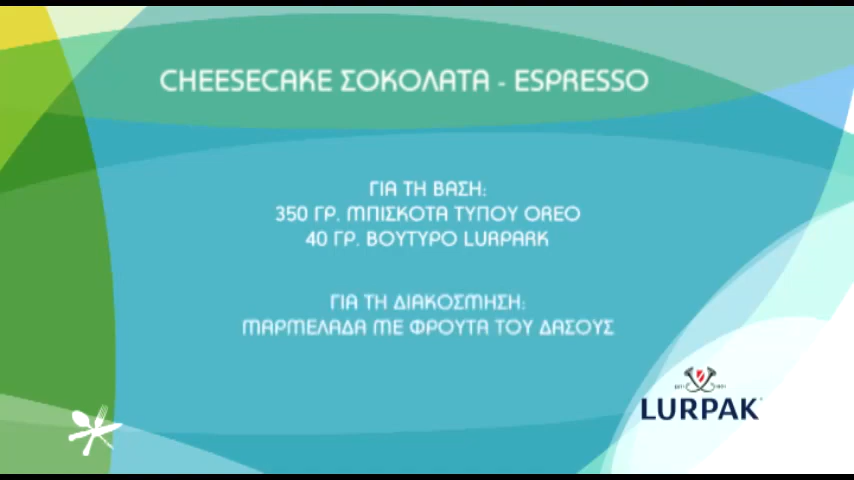 CHEESECAKE ΣΟΚΟΛΑΤΑ - ESPRESSO
ΓΙΑ ΤΗ ΒΑΣΗ:
350 ΓΡ. ΜΠΙΣΚΟΤΑ ΤΥΠΟΥ OREO
40 ΓΡ. ΒΟΥΤΥΡΟ LURPARK
ΓΙΑ ΤΗ ΔΙΑΚΟΣΜΗΣΗ:
ΜΑΡΜΕΛΑΔΑ ΜΕ ΦΡΟΥΤΑ ΤΟΥ ΔΑΣΟΥΣ
LURPAK